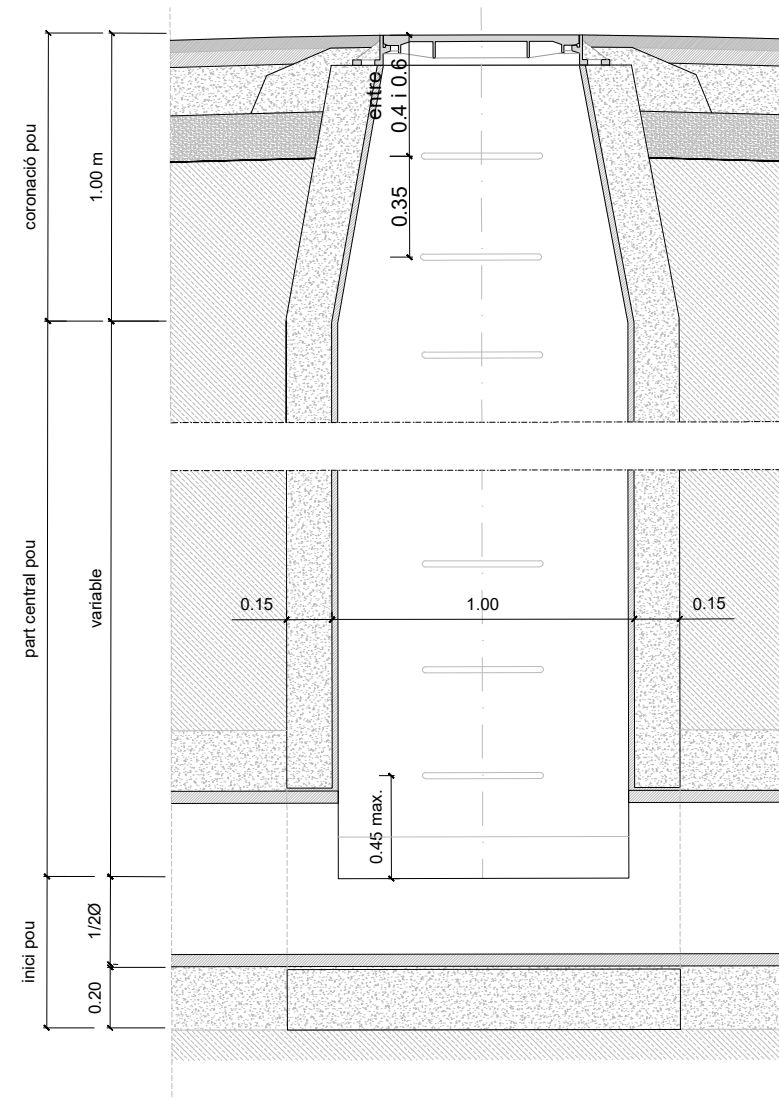 coronació pou
1.00 m
entre
0.4 i 0.6
0.35
part central pou
variable
0.15
1.00
0.15
0.45 max.
inici pou
1/2Ø
0.20